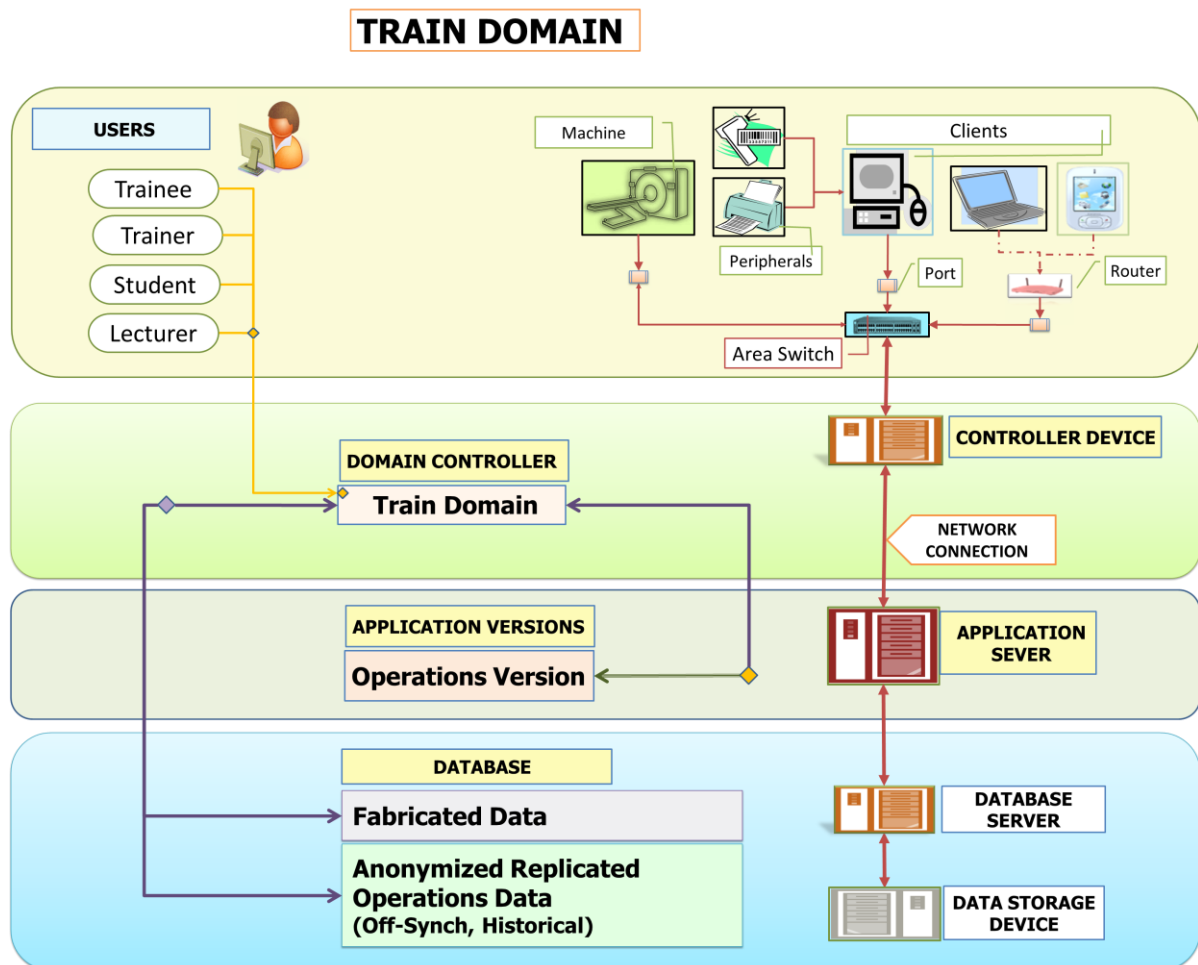 TRAIN DOMAIN
USERS
Trainee
Trainer
Student
Lecturer
Machine
Clients
Peripherals
Port
Router
Area Switch
CONTROLLER DEVICE
DOMAIN CONTROLLER
Train Domain
NETWORK
CONNECTION
APPLICATION VERSIONS
Operations Version
APPLICATION
SEVER
DATABASE
Fabricated Data
Anonymized Replicated
Operations Data
(Off-Synch, Historical)
DATABASE
SERVER
DATA STORAGE
DEVICE